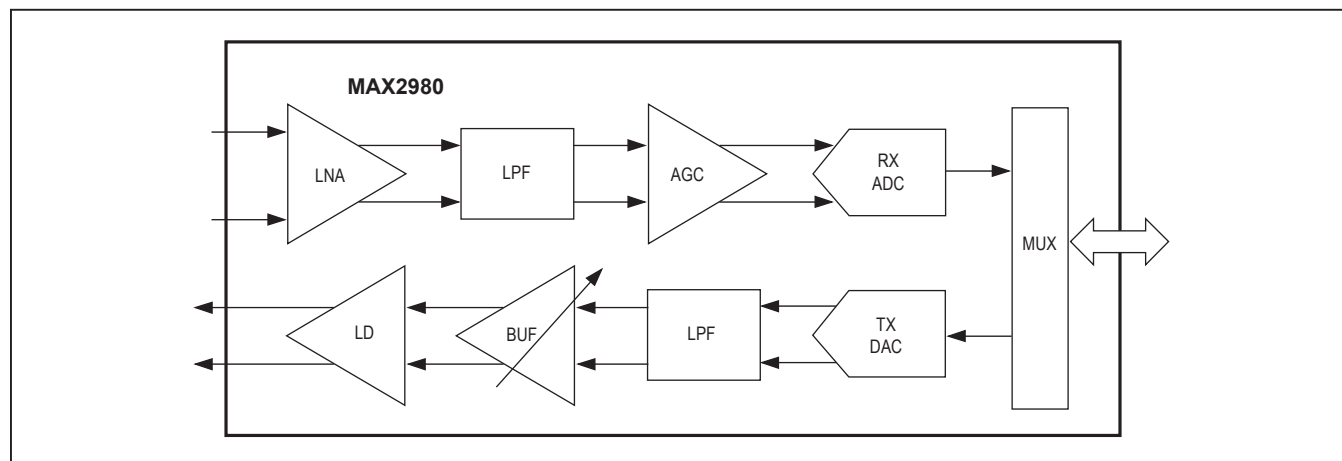 MAX2980
LNA
LPF
AGC
RX
ADC
MUX
LD
BUF
LPF
TX
DAC